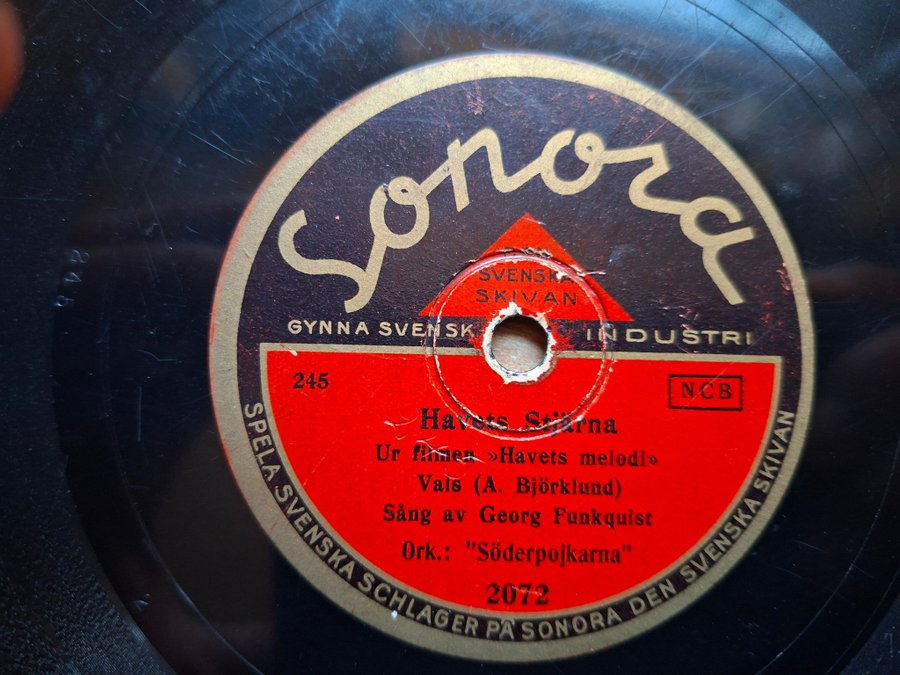 Sonora
SVENSKA
SKIVAN
GYNNA SVENSK INDUSTRI
245
NCB
Havets Stjärna
Ur filmen »Havets melodi»
Vals (A. Björklund)
Sång av Georg Funkquist
Ork.: "Söderpojkarna"
2072
SPELA SVENSKA SCHLAGER PÅ SONORA DEN SVENSKA SKIVAN